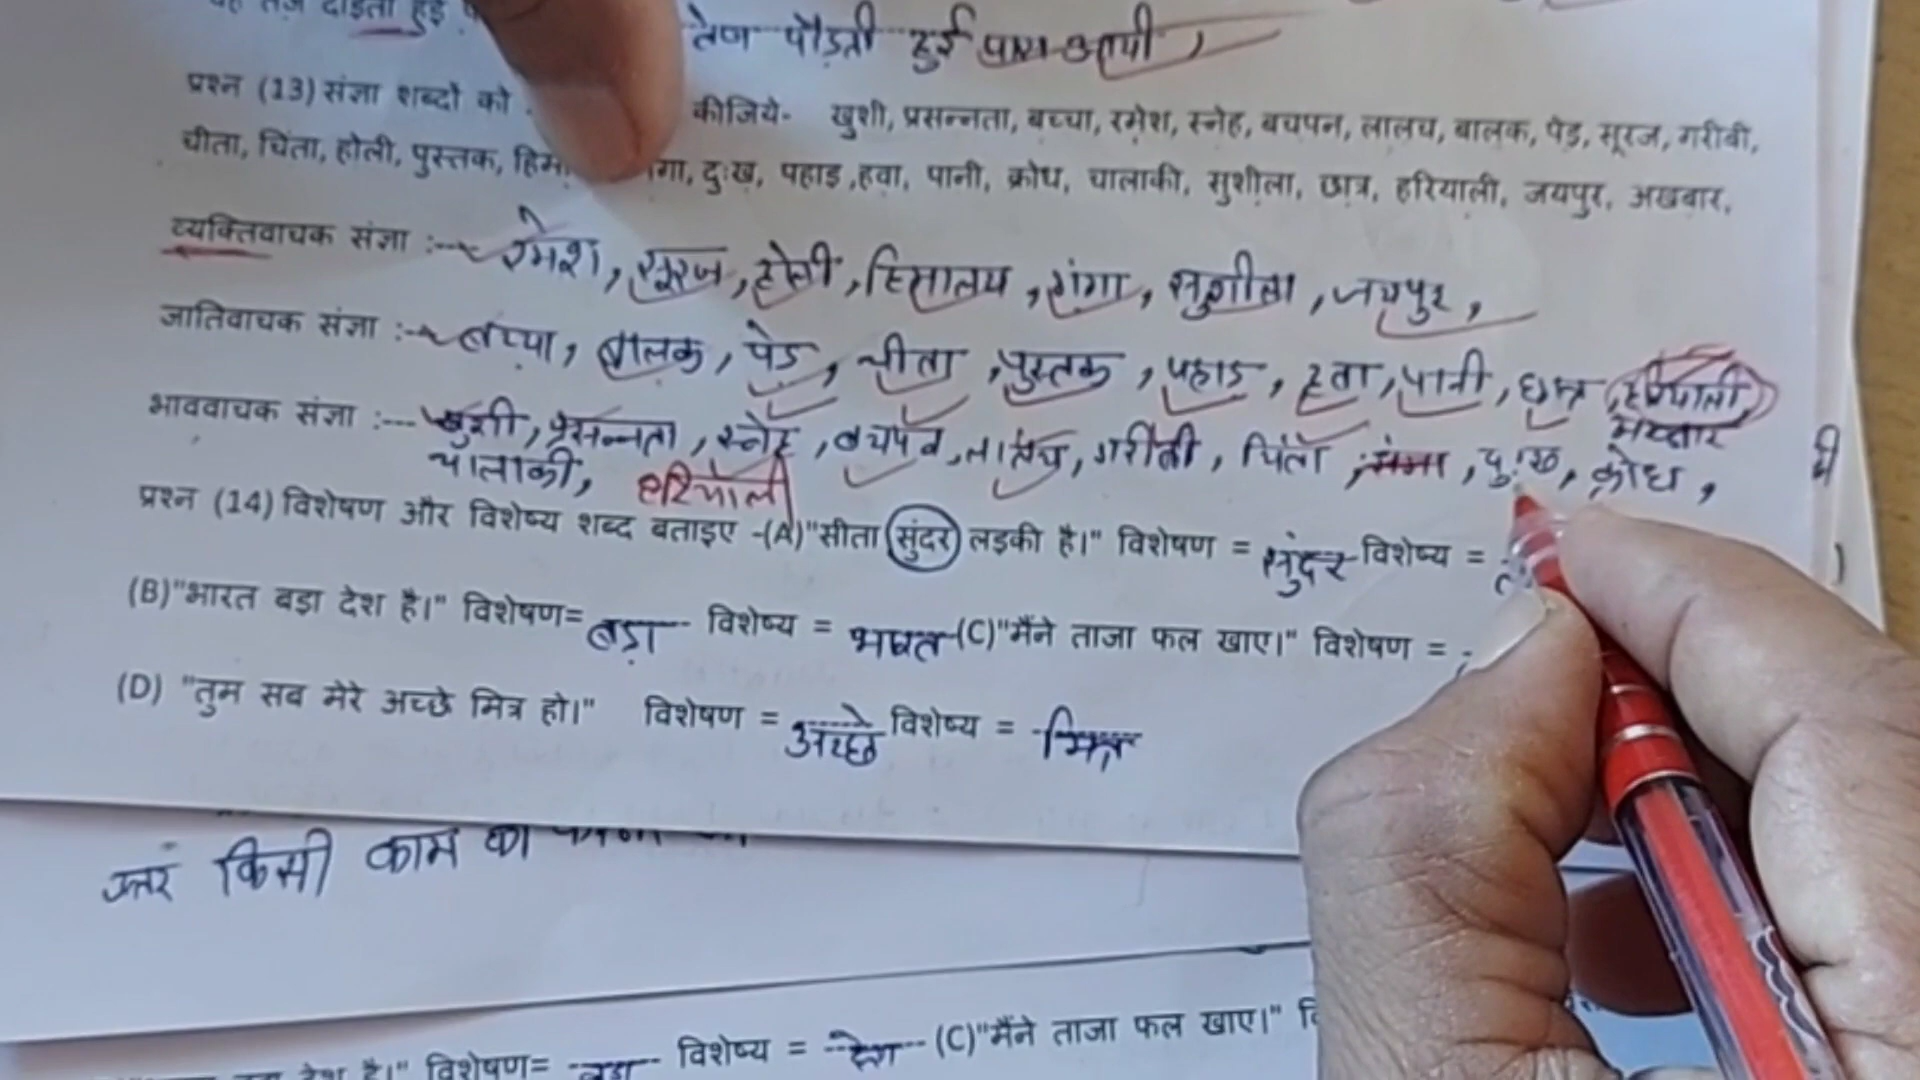 यह तेज दौड़ती हुई तेण पौड़ती हुई
प्रश्न (13) संज्ञा शब्दों को कीजिये- खुशी, प्रसन्नता, बच्चा, रमेश, स्नेह, बचपन, लालच, बालक, पेड़, सूरज, गरीबी,
चीता, चिंता, होली, पुस्तक, दुःख, पहाड़ ,हवा, पानी, क्रोध, चालाकी, सुशीला, छात्र, हरियाली, जयपुर, अखबार,
व्यक्तिवाचक संज्ञा :-- रमेश, सूरज, होली, हिमालय, गंगा, सुशीला, जयपुर,
जातिवाचक संज्ञा :- बच्चा, बालक, पेड़, चीता, पुस्तक, पहाड़, हवा, पानी, छात्र, हरियाली,
भाववाचक संज्ञा :--- खुशी, प्रसन्नता, स्नेह, बचपन, लालच, गरीबी, चिंता, दुःख, क्रोध,
चालाकी, हरियाली
प्रश्न (14) विशेषण और विशेष्य शब्द बताइए -(A)"सीता सुंदर लड़की है।" विशेषण = सुंदर विशेष्य =
(B)"भारत बड़ा देश है।" विशेषण= बड़ा विशेष्य = भारत (C)"मैंने ताजा फल खाए।" विशेषण =
(D) "तुम सब मेरे अच्छे मित्र हो।" विशेषण = अच्छे विशेष्य = मित्र
उत्तर किसी काम का
देश है।" विशेषण= बड़ा विशेष्य = देश (C)"मैंने ताजा फल खाए।"